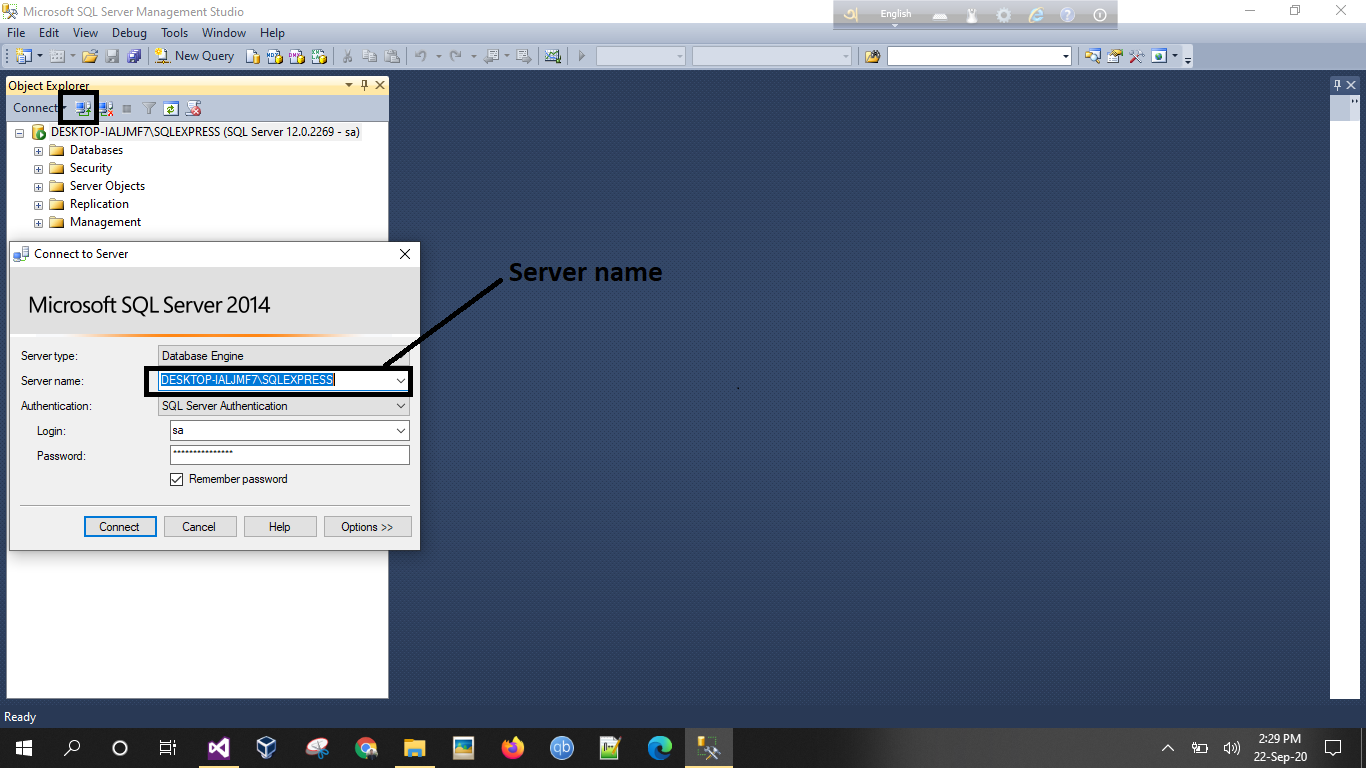 Microsoft SQL Server Management Studio
English
File Edit View Debug Tools Window Help
New Query
Object Explorer
Connect
DESKTOP-IALJMF7\SQLEXPRESS (SQL Server 12.0.2269 - sa)
Databases
Security
Server Objects
Replication
Management
Connect to Server
Server name
Microsoft SQL Server 2014
Server type: Database Engine
Server name: DESKTOP-IALJMF7\SQLEXPRESS
Authentication: SQL Server Authentication
Login: sa
Password: ***************
Remember password
Connect Cancel Help Options >>
Ready
qb
2:29 PM
22-Sep-20